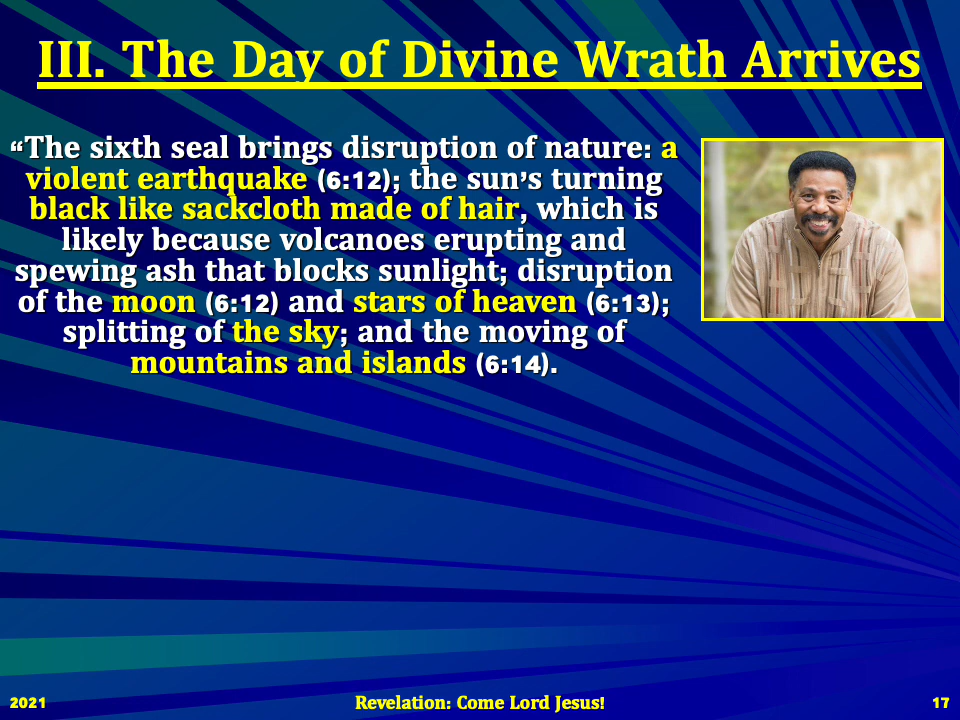 III. The Day of Divine Wrath Arrives
“The sixth seal brings disruption of nature: a
violent earthquake (6:12); the sun’s turning
black like sackcloth made of hair, which is
likely because volcanoes erupting and
spewing ash that blocks sunlight; disruption
of the moon (6:12) and stars of heaven (6:13);
splitting of the sky; and the moving of
mountains and islands (6:14).
2021
Revelation: Come Lord Jesus!
17